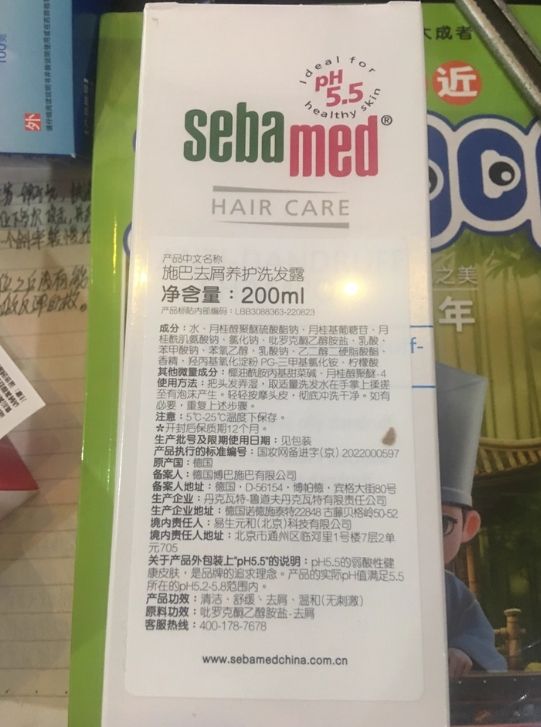 ideal for
pH
5.5
healthy skin
sebamed®
HAIR CARE
产品中文名称
施巴去屑养护洗发露
净含量：200ml
产品标贴内部编码：LBB3088363-220823
成分：水、月桂醇聚醚硫酸酯钠、月桂基葡糖苷、月
桂酰肌氨酸钠、氯化钠、吡罗克酮乙醇胺盐、乳酸、
苯甲酸钠、苯氧乙醇、乳酸钠、乙二醇二硬脂酸酯、
香精、羟丙基氧化淀粉 PG-三甲基氯化铵、柠檬酸
其他微量成分：椰油酰胺丙基甜菜碱、月桂醇聚醚-4
使用方法：把头发弄湿，取适量洗发水在手掌上揉搓
至有泡沫产生。轻轻按摩头皮，彻底冲洗干净。如有
必要，重复上述步骤。
注意：5℃-25℃温度下保存。
＊开封后保质期12个月。
生产批号及限期使用日期：见包装
产品执行的标准编号：国妆网备进字(京) 2022000597
原产国：德国
备案人：德国博巴施巴有限公司
备案人地址：德国，D-56154，博帕德，宾格大街80号
生产企业：丹克瓦特-鲁道夫丹克瓦特有限责任公司
生产企业地址：德国诺德施泰特22848古藤贝格岭50-52
境内责任人：易生元和(北京)科技有限公司
境内责任人地址：北京市通州区临河里1号楼7层2单
元705
关于产品外包装上"pH5.5"的说明：pH5.5的弱酸性健
康皮肤，是品牌的追求理念。产品的实际pH值满足5.5
所在的pH5.2-5.8范围内。
产品功效：清洁、舒缓、去屑、温和(无刺激)
原料功效：吡罗克酮乙醇胺盐-去屑
客服热线：400-178-7678
www.sebamedchina.com.cn
大成者
近
之美
年
外